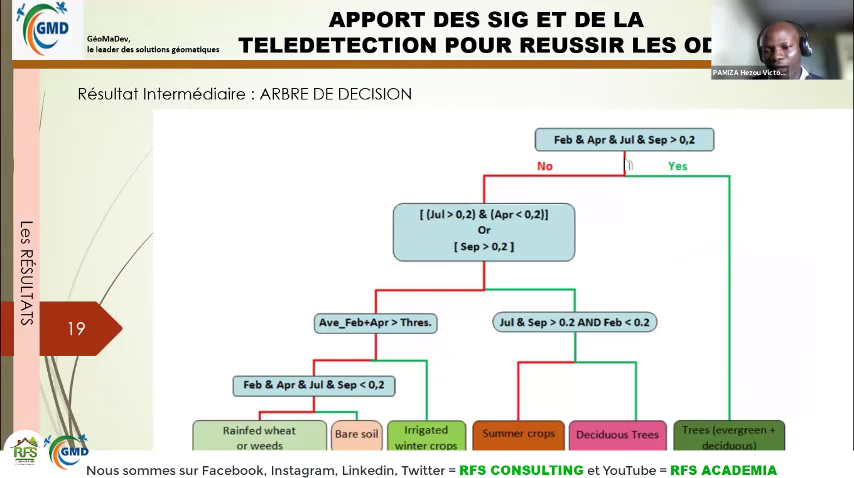 GMD
GéoMaDev,
le leader des solutions géomatiques
APPORT DES SIG ET DE LA
TELEDETECTION POUR REUSSIR LES OD
PAMIZA Hezou Victo...
Résultat Intermédiaire : ARBRE DE DECISION
Feb & Apr & Jul & Sep > 0,2
No
Yes
[ (Jul > 0,2) & (Apr < 0,2)]
Or
[ Sep > 0,2 ]
Ave_Feb+Apr > Thres.
Jul & Sep > 0.2 AND Feb < 0.2
Feb & Apr & Jul & Sep < 0,2
Rainfed wheat
or weeds
Bare soil
Irrigated
winter crops
Summer crops
Deciduous Trees
Trees (evergreen +
deciduous)
Les RÉSULTATS
19
RFS
GMD
Nous sommes sur Facebook, Instagram, Linkedin, Twitter = RFS CONSULTING et YouTube = RFS ACADEMIA